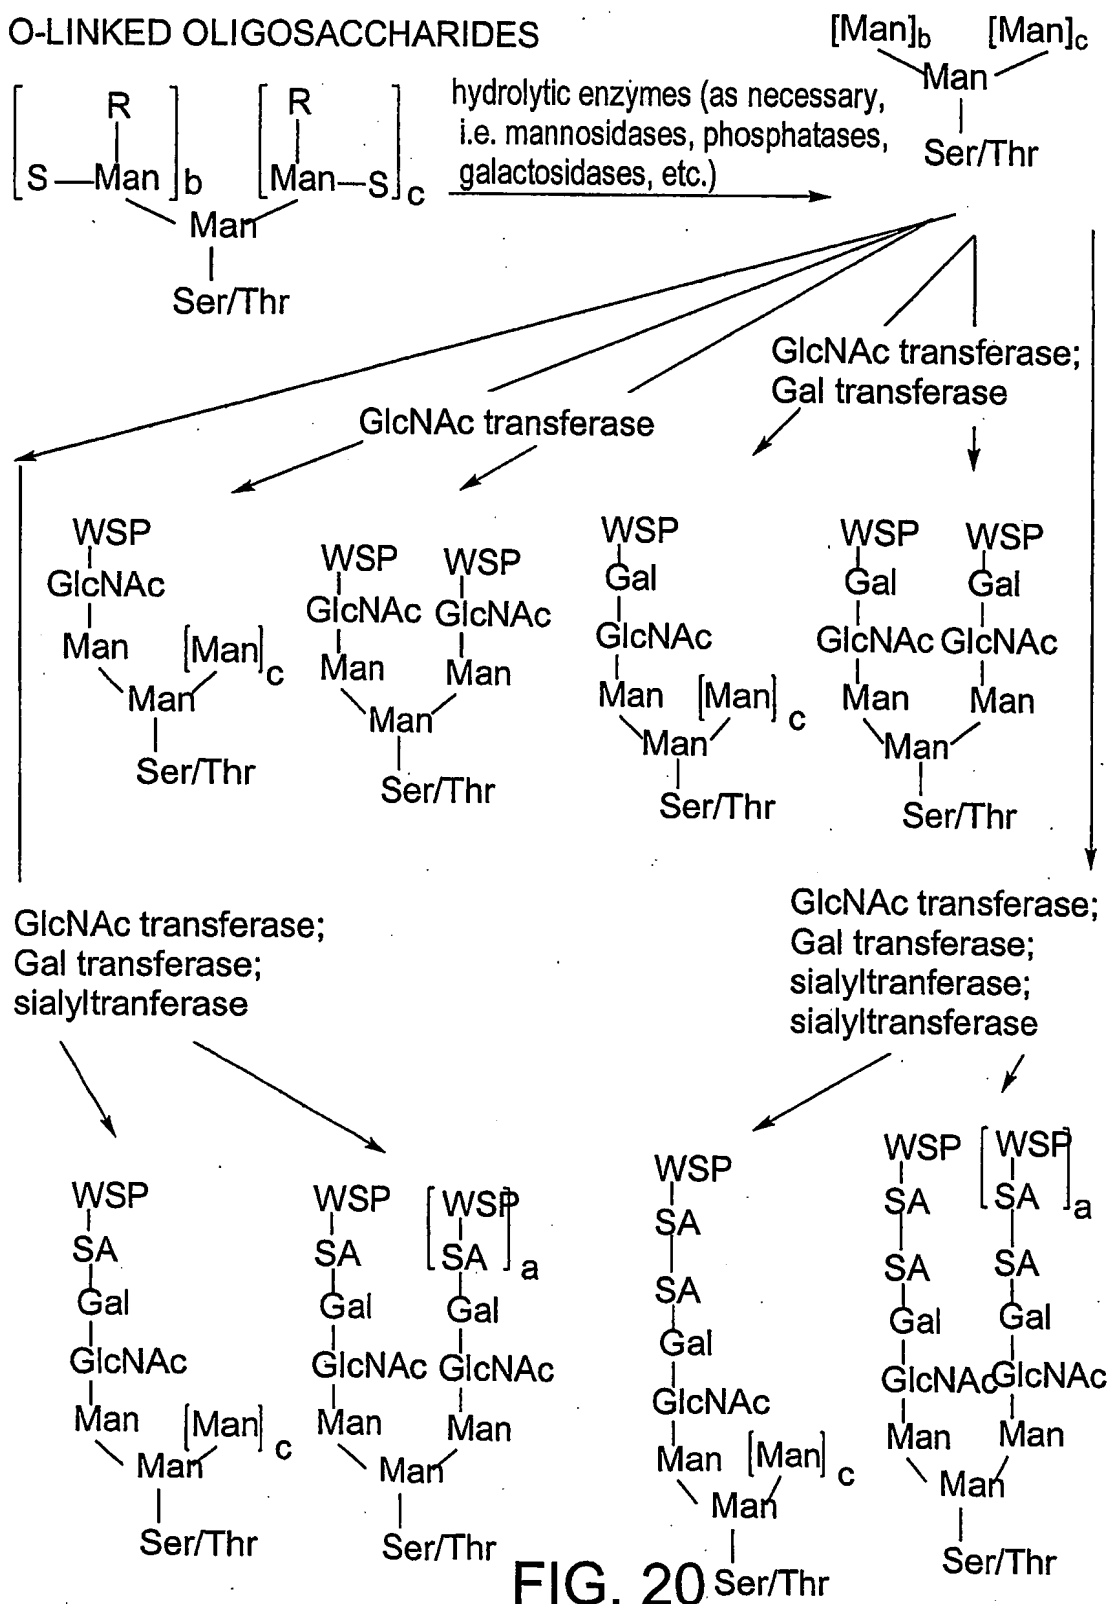 O-LINKED OLIGOSACCHARIDES
[Man]b [Man]c
Man
Ser/Thr
[S—Man]b [Man—S]c
R R
Man
Ser/Thr
hydrolytic enzymes (as necessary,
i.e. mannosidases, phosphatases,
galactosidases, etc.)
GlcNAc transferase;
Gal transferase
GlcNAc transferase
WSP
GlcNAc
Man [Man]c
Man
Ser/Thr
WSP WSP
GlcNAc GlcNAc
Man Man
Man
Ser/Thr
WSP
Gal
GlcNAc
Man [Man]c
Man
Ser/Thr
WSP WSP
Gal Gal
GlcNAc GlcNAc
Man Man
Man
Ser/Thr
GlcNAc transferase;
Gal transferase;
sialyltranferase
GlcNAc transferase;
Gal transferase;
sialyltranferase;
sialyltransferase
WSP
SA
Gal
GlcNAc
Man [Man]c
Man
Ser/Thr
WSP [WSP
SA SA]a
Gal Gal
GlcNAc GlcNAc
Man Man
Man
Ser/Thr
WSP
SA
SA
Gal
GlcNAc
Man [Man]c
Man
Ser/Thr
WSP [WSP
SA SA]a
SA SA
Gal Gal
GlcNAc GlcNAc
Man Man
Man
Ser/Thr
FIG. 20